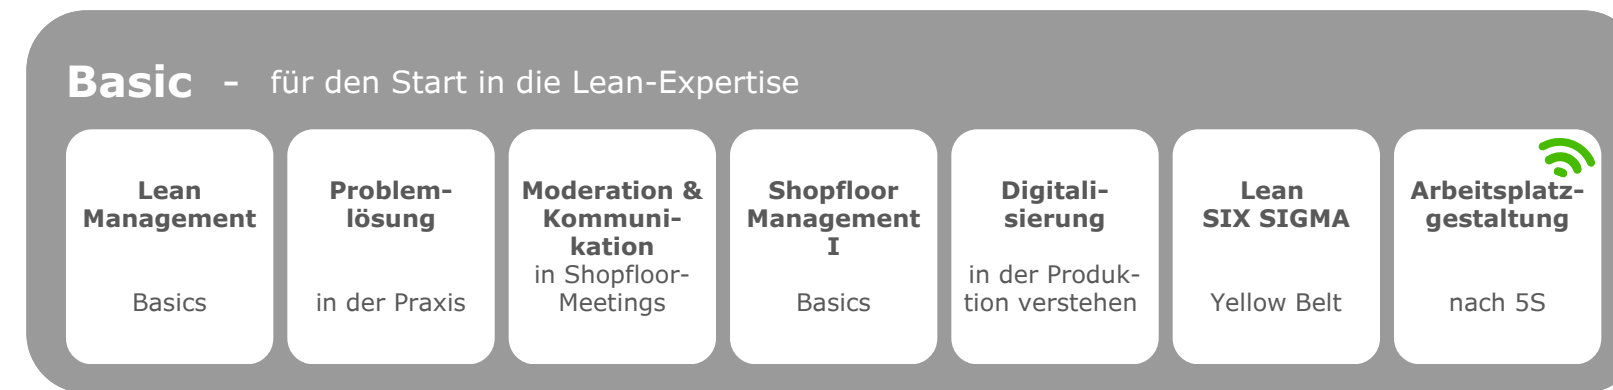 Basic - für den Start in die Lean-Expertise
Lean
Management
Basics
Problem-
lösung
in der Praxis
Moderation &
Kommuni-
kation
in Shopfloor-
Meetings
Shopfloor
Management
I
Basics
Digitali-
sierung
in der Produk-
tion verstehen
Lean
SIX SIGMA
Yellow Belt
Arbeitsplatz-
gestaltung
nach 5S